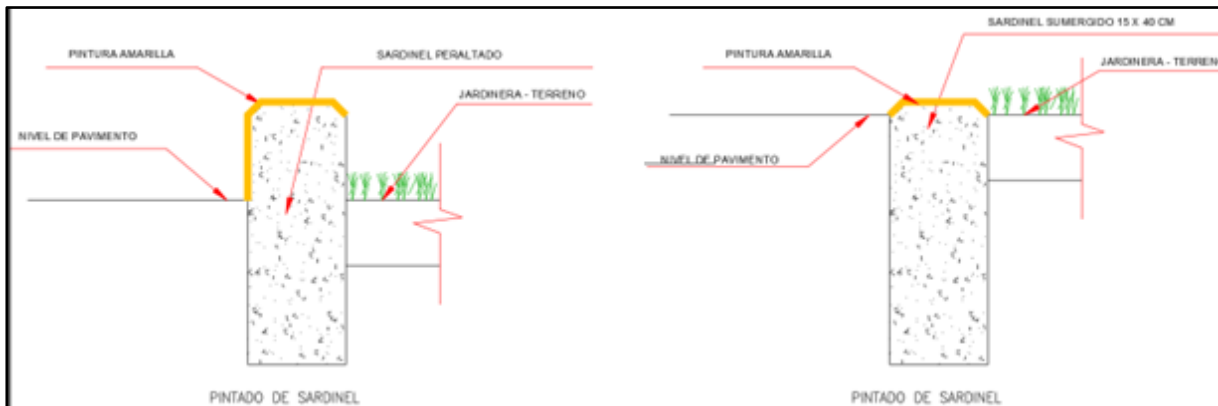 PINTURA AMARILLA
SARDINEL PERALTADO
JARDINERA - TERRENO
NIVEL DE PAVIMENTO
PINTADO DE SARDINEL
SARDINEL SUMERGIDO 15 X 40 CM
PINTURA AMARILLA
JARDINERA - TERRENO
NIVEL DE PAVIMENTO
PINTADO DE SARDINEL